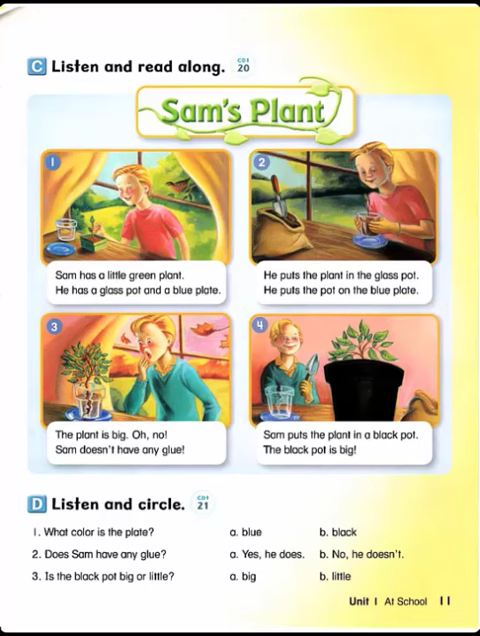 C Listen and read along. CD1 20
Sam's Plant
1
Sam has a little green plant.
He has a glass pot and a blue plate.
2
He puts the plant in the glass pot.
He puts the pot on the blue plate.
3
The plant is big. Oh, no!
Sam doesn't have any glue!
4
Sam puts the plant in a black pot.
The black pot is big!
D Listen and circle. CD1 21
1. What color is the plate? a. blue b. black
2. Does Sam have any glue? a. Yes, he does. b. No, he doesn't.
3. Is the black pot big or little? a. big b. little
Unit 1 At School 11